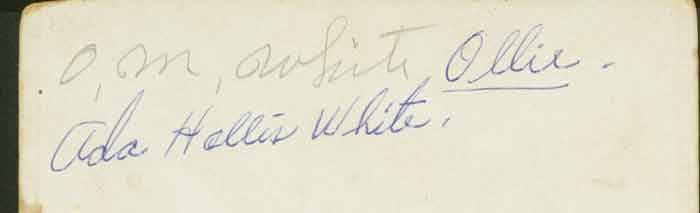 O, M, White Ollie.
Ada Hollis White.